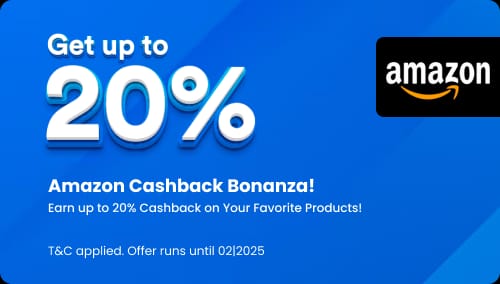 Get up to
20%
amazon
Amazon Cashback Bonanza!
Earn up to 20% Cashback on Your Favorite Products!
T&C applied. Offer runs until 02|2025